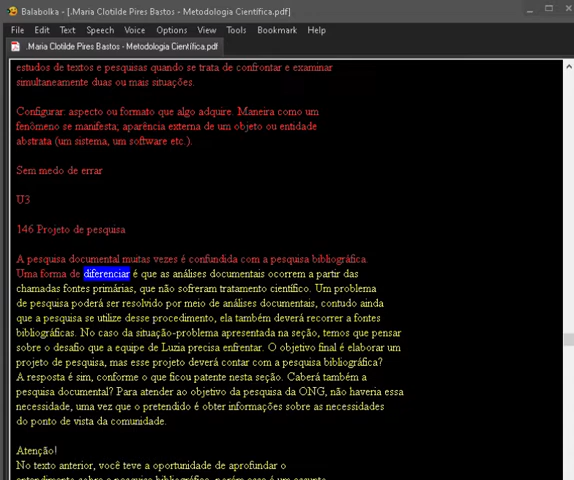 Balabolka - [.Maria Clotilde Pires Bastos - Metodologia Científica.pdf]
File Edit Text Speech Voice Options View Tools Bookmark Help
.Maria Clotilde Pires Bastos - Metodologia Científica.pdf
estudos de textos e pesquisas quando se trata de confrontar e examinar
simultaneamente duas ou mais situações.
Configurar: aspecto ou formato que algo adquire. Maneira como um
fenômeno se manifesta; aparência externa de um objeto ou entidade
abstrata (um sistema, um software etc.).
Sem medo de errar
U3
146 Projeto de pesquisa
A pesquisa documental muitas vezes é confundida com a pesquisa bibliográfica.
Uma forma de diferenciar é que as análises documentais ocorrem a partir das
chamadas fontes primárias, que não sofreram tratamento científico. Um problema
de pesquisa poderá ser resolvido por meio de análises documentais, contudo ainda
que a pesquisa se utilize desse procedimento, ela também deverá recorrer a fontes
bibliográficas. No caso da situação-problema apresentada na seção, temos que pensar
sobre o desafio que a equipe de Luzia precisa enfrentar. O objetivo final é elaborar um
projeto de pesquisa, mas esse projeto deverá contar com a pesquisa bibliográfica?
A resposta é sim, conforme o que ficou patente nesta seção. Caberá também a
pesquisa documental? Para atender ao objetivo da pesquisa da ONG, não haveria essa
necessidade, uma vez que o pretendido é obter informações sobre as necessidades
do ponto de vista da comunidade.
Atenção!
No texto anterior, você teve a oportunidade de aprofundar o
entendimento sobre a pesquisa bibliográfica, porém esse é um assunto